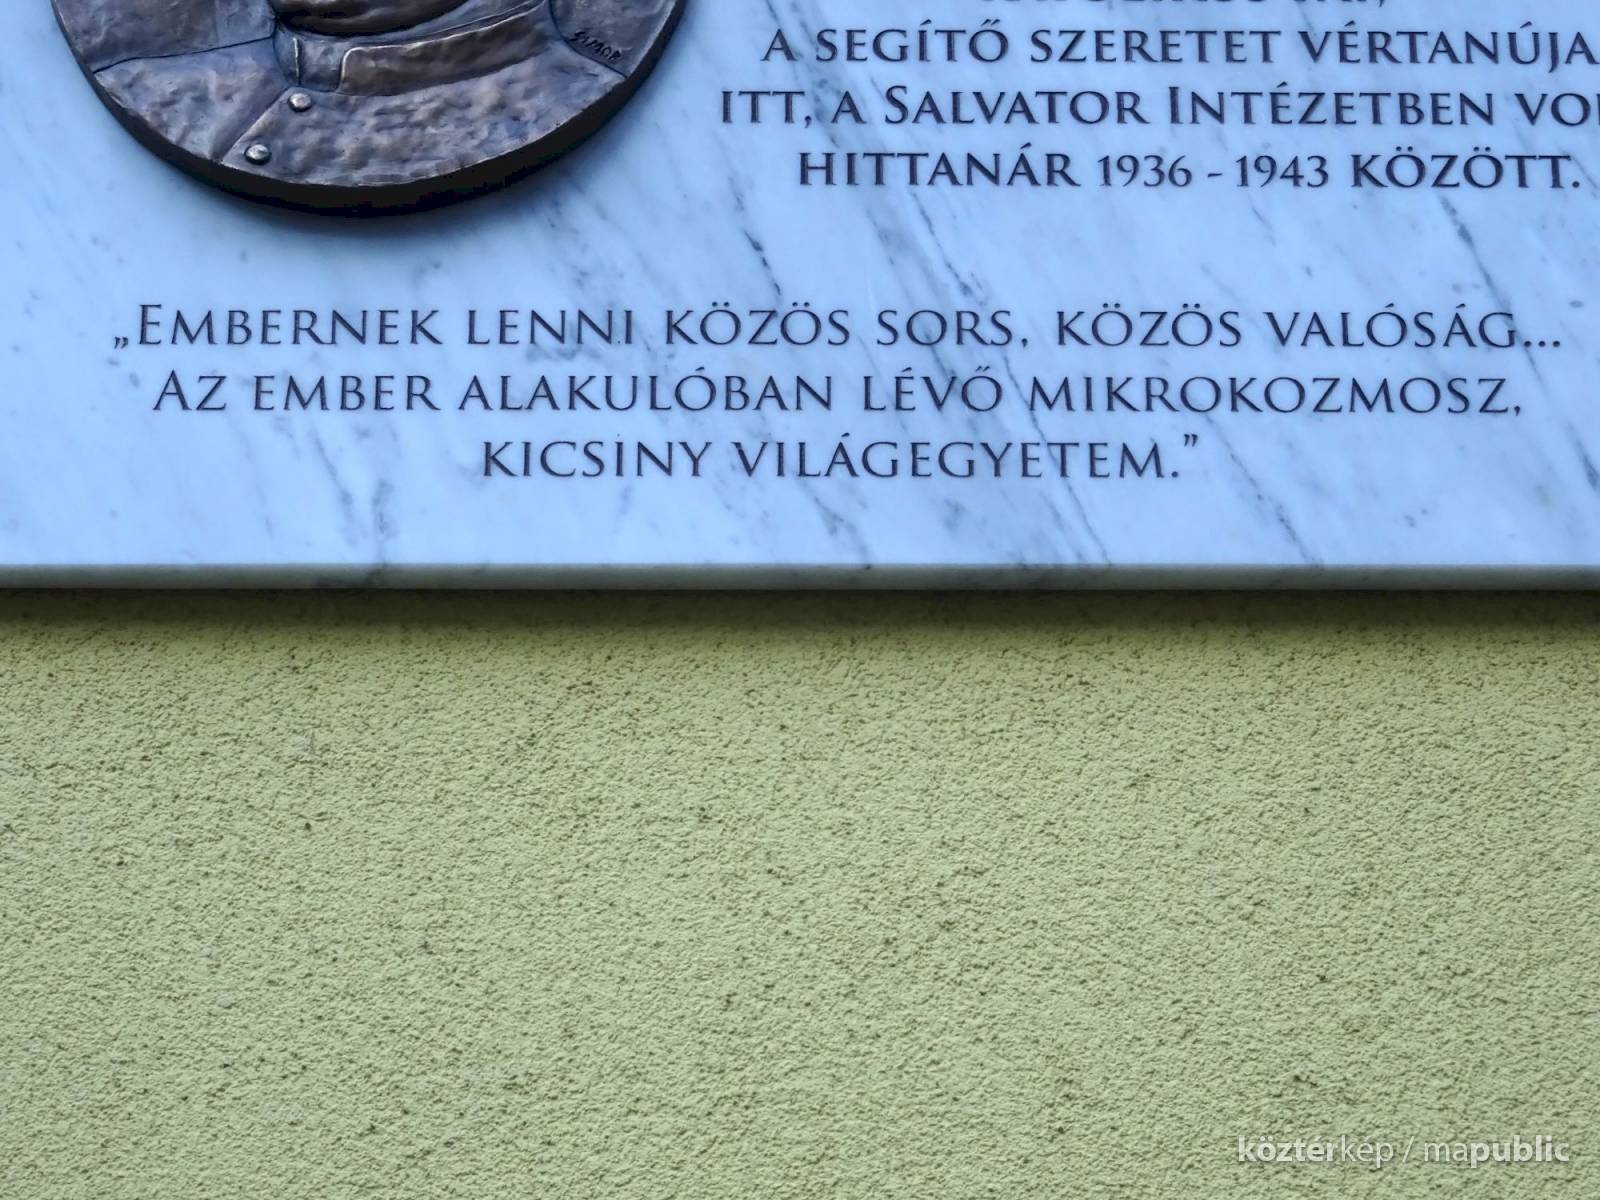 A SEGÍTŐ SZERETET VÉRTANÚJA
ITT, A SALVATOR INTÉZETBEN
HITTANÁR 1936 - 1943 KÖZÖTT.
„EMBERNEK LENNI KÖZÖS SORS, KÖZÖS VALÓSÁG...
AZ EMBER ALAKULÓBAN LÉVŐ MIKROKOZMOSZ,
KICSINY VILÁGEGYETEM.”
köztérkép / mapublic